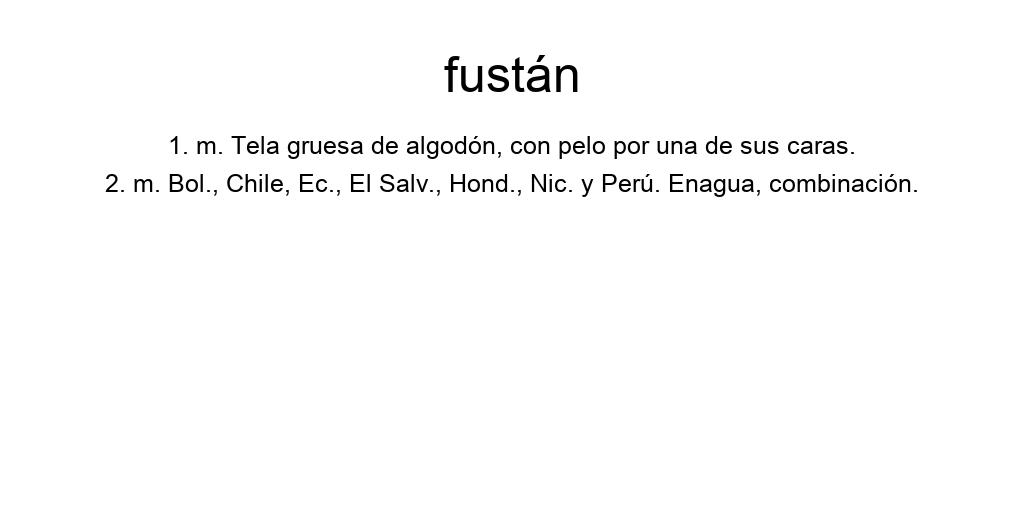 fustán
1. m. Tela gruesa de algodón, con pelo por una de sus caras.
2. m. Bol., Chile, Ec., El Salv., Hond., Nic. y Perú. Enagua, combinación.